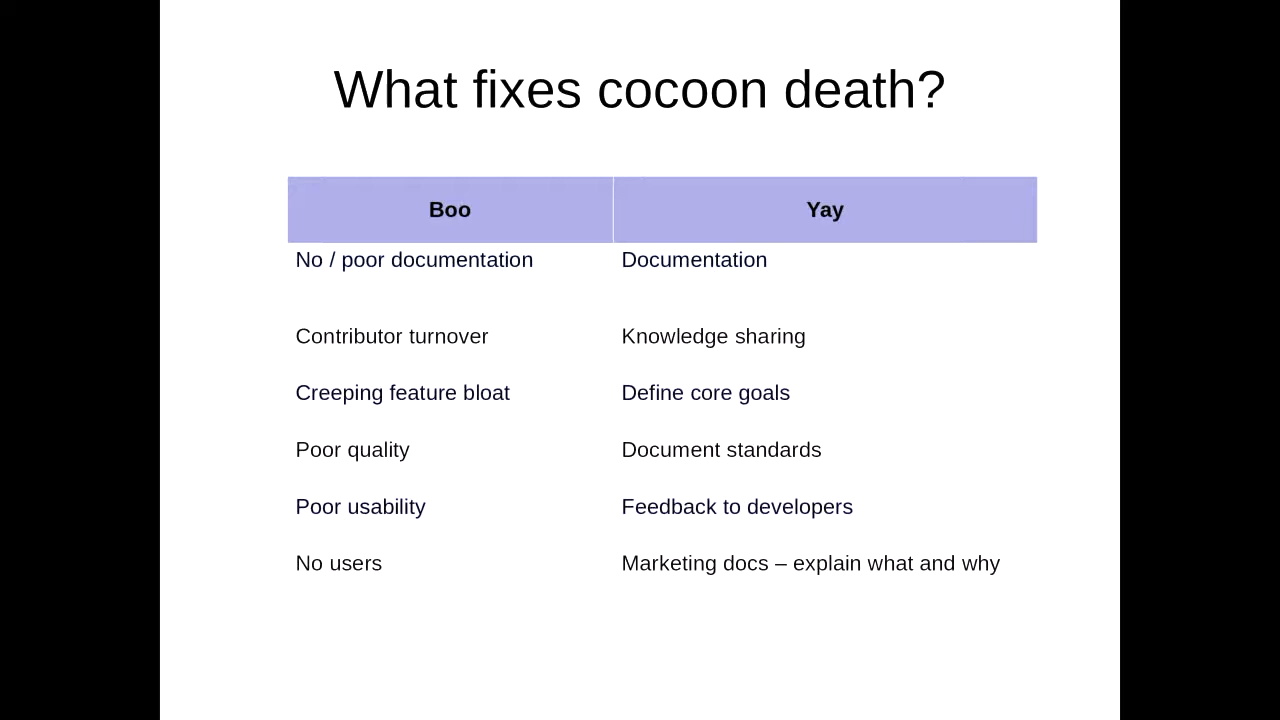 What fixes cocoon death?
Boo Yay
No / poor documentation Documentation
Contributor turnover Knowledge sharing
Creeping feature bloat Define core goals
Poor quality Document standards
Poor usability Feedback to developers
No users Marketing docs – explain what and why